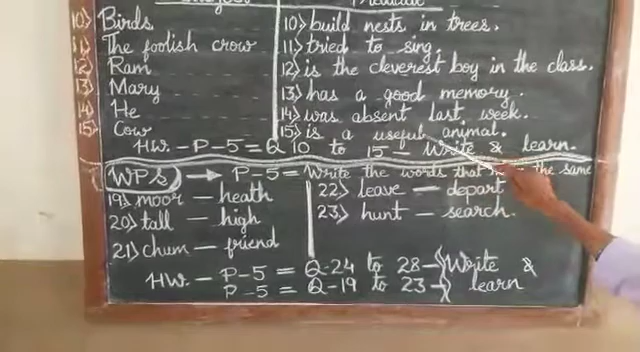 10) Birds. 10) build nests in trees.
11) The foolish crow 11) tried to sing.
12) Ram 12) is the cleverest boy in the class.
13) Mary 13) has a good memory.
14) He 14) was absent last week.
15) Cow 15) is a useful animal.
HW - P-5 = Q 10 to 15 - Write & learn.
WPS → P-5 = Write the words that the same
19) moor - heath 22) leave - depart
20) tall - high 23) hunt - search.
21) chum - friend
HW - P-5 = Q-24 to 28 - Write &
P-5 = Q-19 to 23 - learn